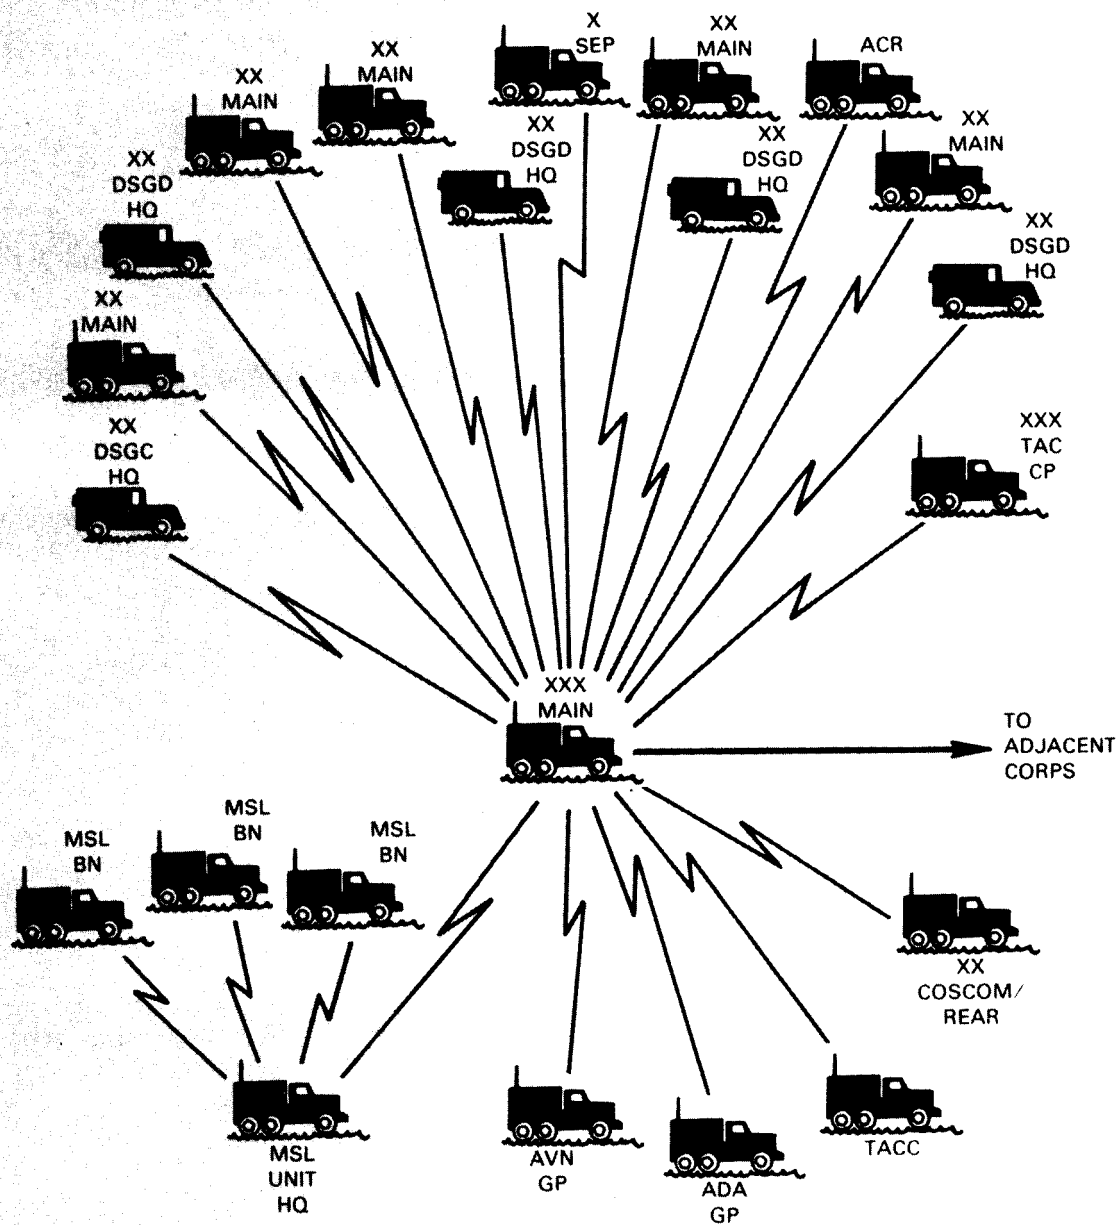 X
SEP
XX
MAIN
ACR
XX
MAIN
XX
MAIN
XX
MAIN
XX
DSGD
HQ
XX
DSGD
HQ
XX
DSGD
HQ
XX
MAIN
XX
DSGD
HQ
XX
MAIN
XX
DSGC
HQ
XXX
TAC
CP
XXX
MAIN
TO
ADJACENT
CORPS
MSL
BN
MSL
BN
MSL
BN
XX
COSCOM/
REAR
MSL
UNIT
HQ
AVN
GP
ADA
GP
TACC